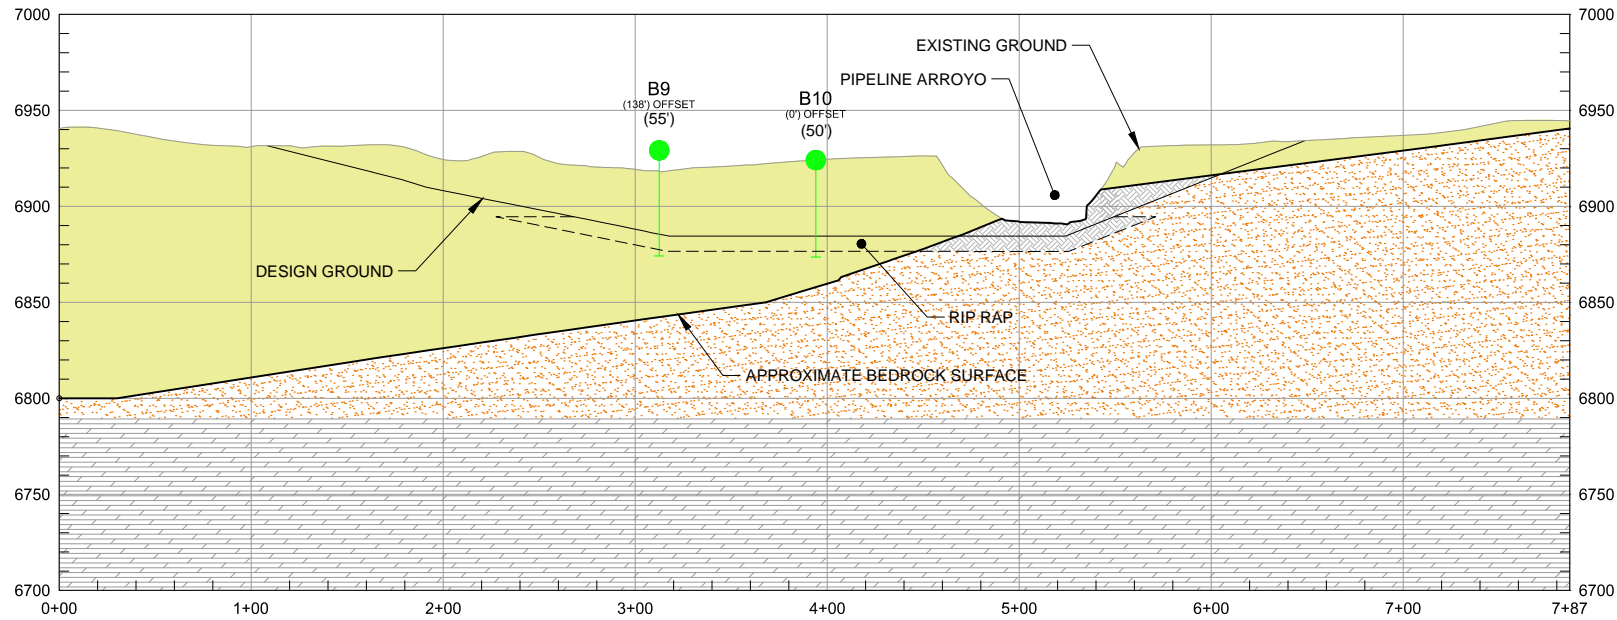 7000
7000
EXISTING GROUND
PIPELINE ARROYO
B9
(138') OFFSET
(55')
B10
(0') OFFSET
(50')
6950
6950
6900
6900
DESIGN GROUND
RIP RAP
6850
6850
APPROXIMATE BEDROCK SURFACE
6800
6800
6750
6750
6700
6700
0+00
1+00
2+00
3+00
4+00
5+00
6+00
7+00
7+87